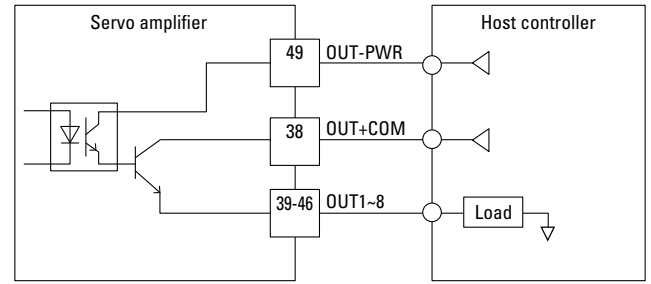 Servo amplifier
Host controller
49 OUT-PWR
38 OUT+COM
39-46 OUT1~8
Load